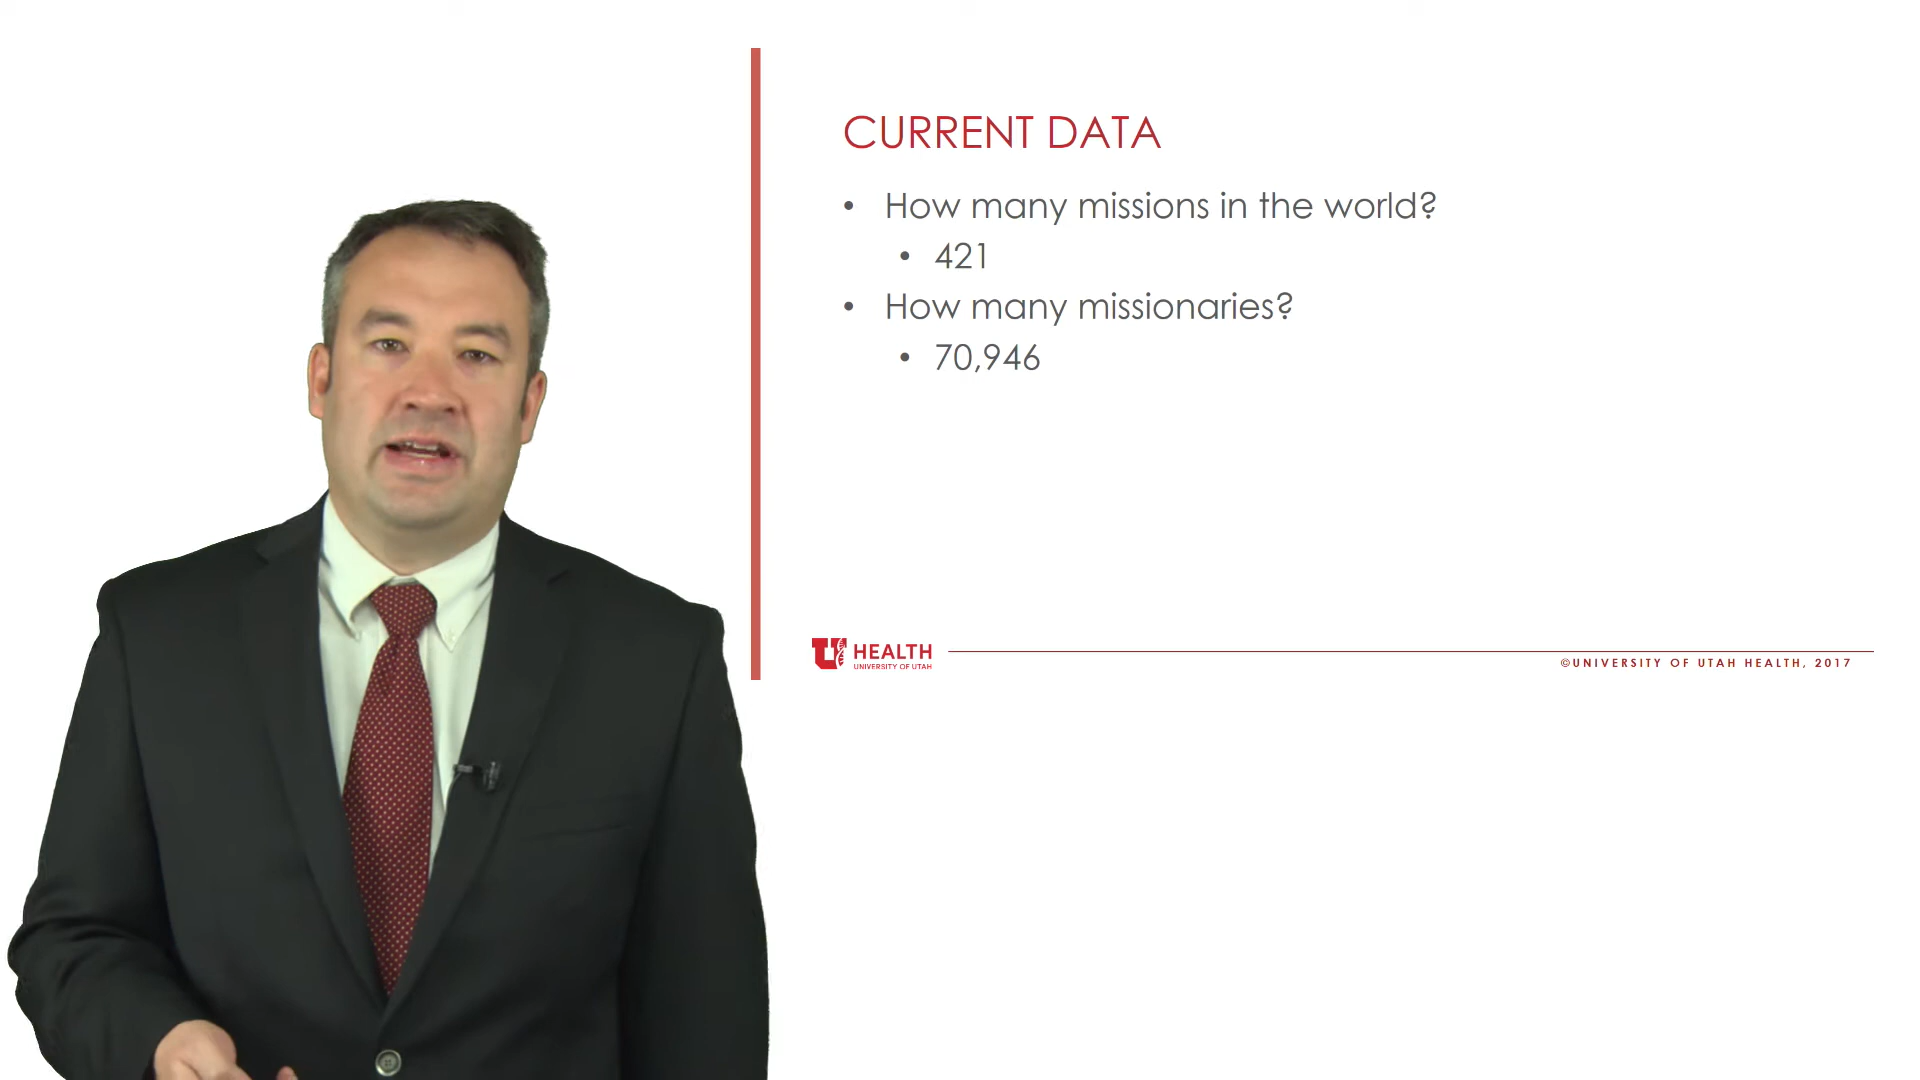 CURRENT DATA
• How many missions in the world?
• 421
• How many missionaries?
• 70,946
U HEALTH
UNIVERSITY OF UTAH
©UNIVERSITY OF UTAH HEALTH, 2017